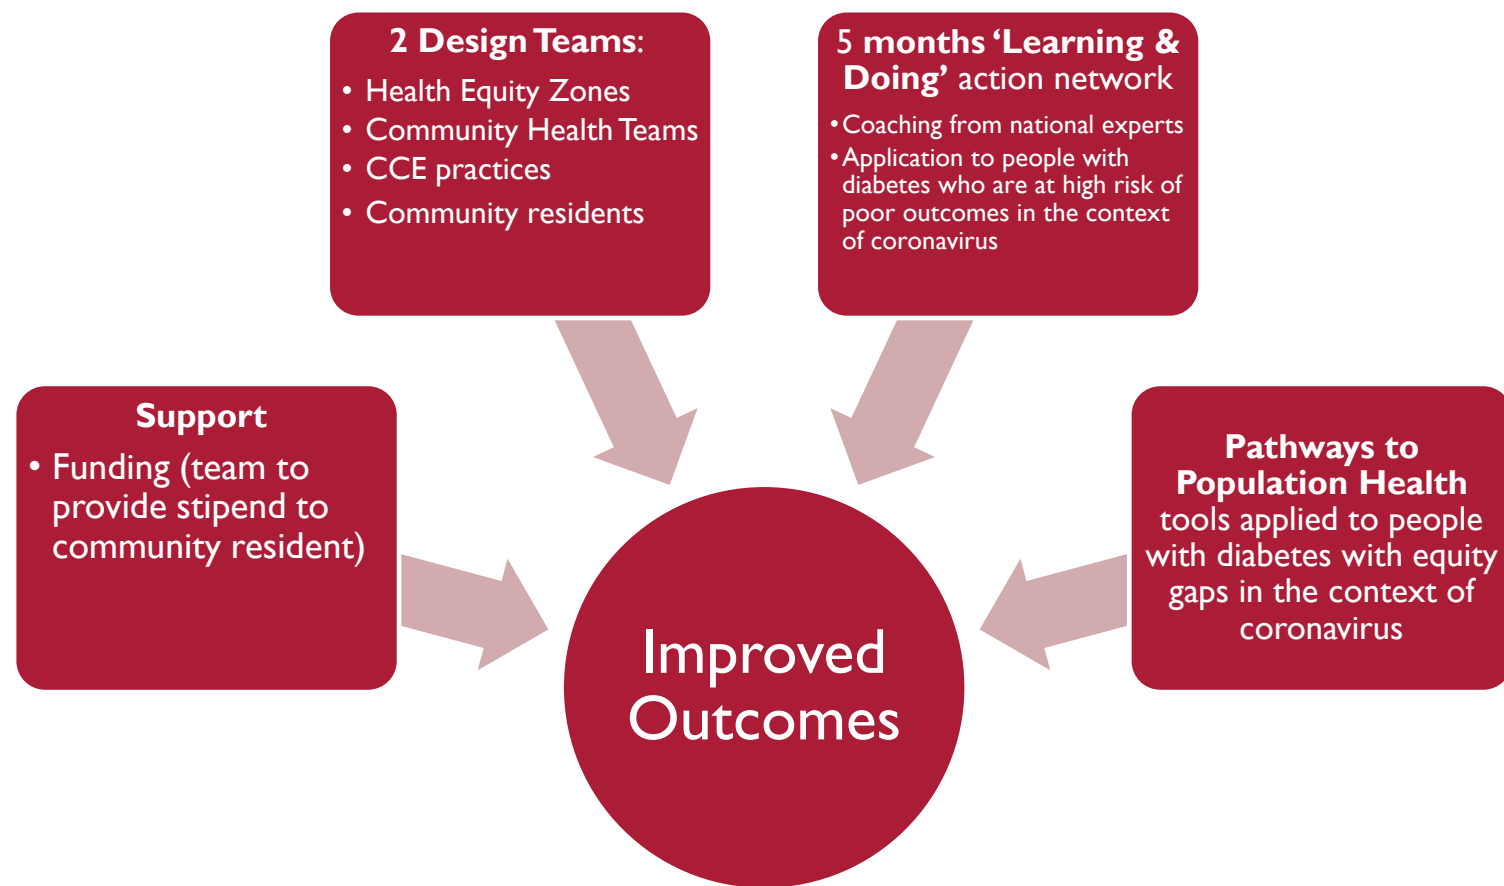 2 Design Teams:
• Health Equity Zones
• Community Health Teams
• CCE practices
• Community residents
5 months ‘Learning &
Doing’ action network
• Coaching from national experts
• Application to people with
diabetes who are at high risk of
poor outcomes in the context
of coronavirus
Support
• Funding (team to
provide stipend to
community resident)
Pathways to
Population Health
tools applied to people
with diabetes with equity
gaps in the context of
coronavirus
Improved
Outcomes